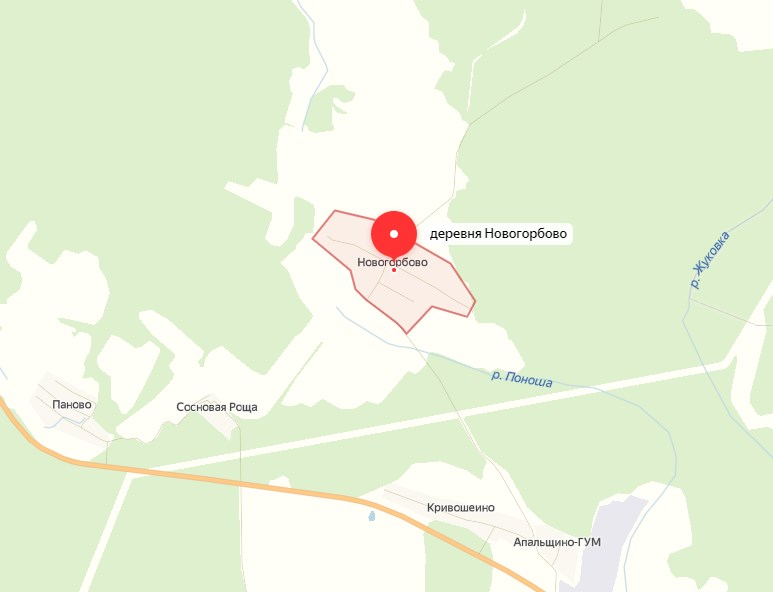 деревня Новогорбово
Новогорбово
р. Жуковка
р. Поноша
Паново
Сосновая Роща
Кривошеино
Апальщино-ГУМ